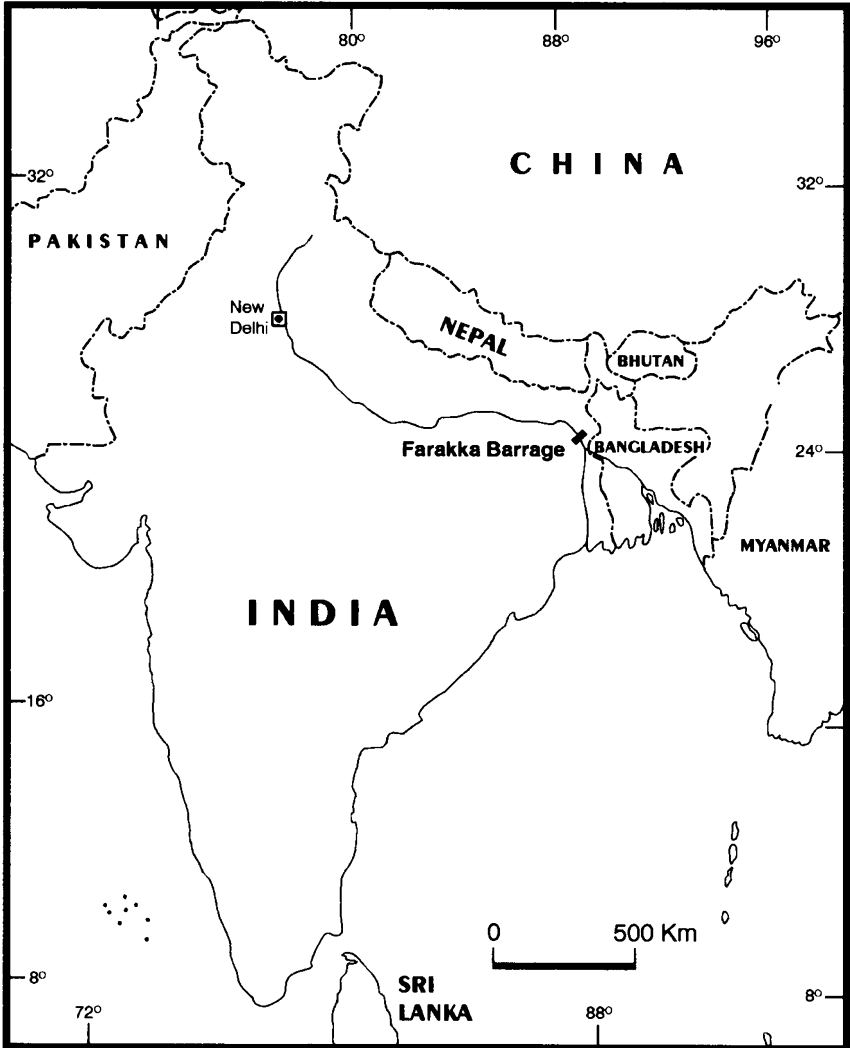 80° 88° 96°
CHINA
32° 32°
PAKISTAN
New
Delhi
NEPAL
BHUTAN
Farakka Barrage
BANGLADESH
24°
MYANMAR
INDIA
16°
0 500 Km
8° 8°
SRI
LANKA
72° 88°